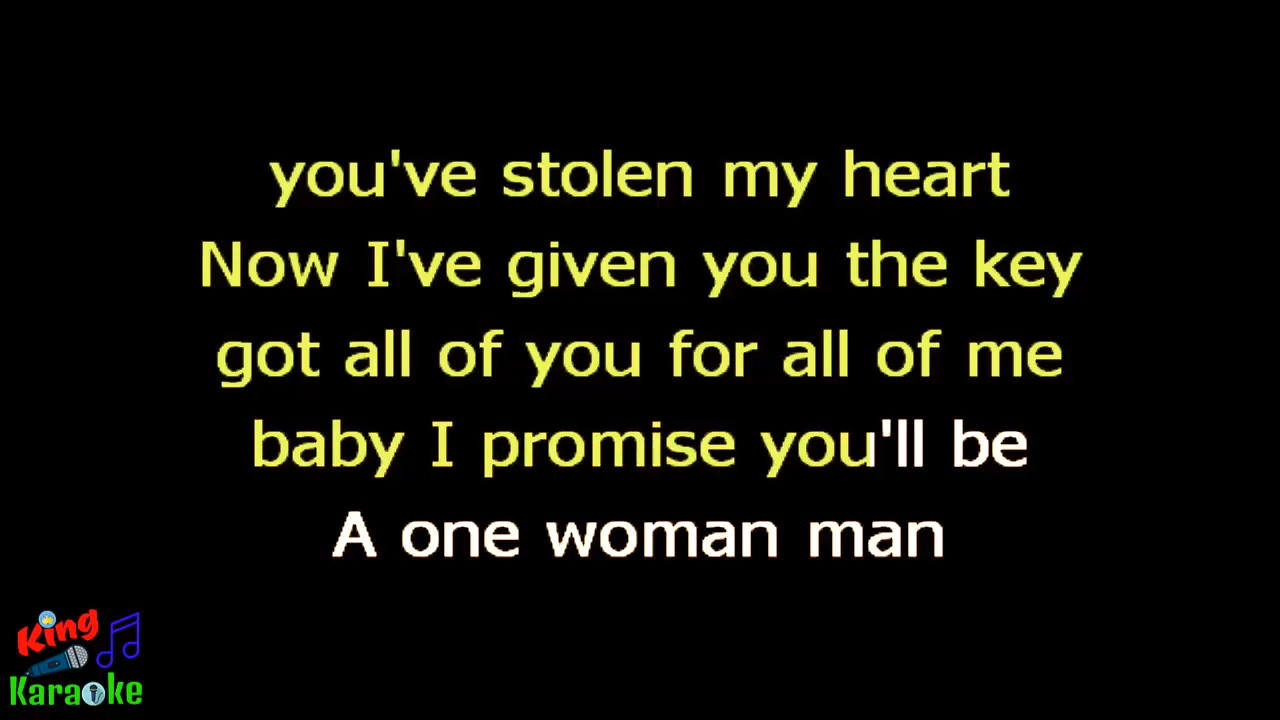 you've stolen my heart
Now I've given you the key
got all of you for all of me
baby I promise you'll be
A one woman man
King
Karaoke